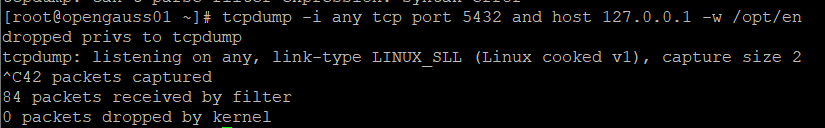 tcpdump: can't parse filter expression: syntax error
[root@opengauss01 ~]# tcpdump -i any tcp port 5432 and host 127.0.0.1 -w /opt/en
dropped privs to tcpdump
tcpdump: listening on any, link-type LINUX_SLL (Linux cooked v1), capture size 2
^C42 packets captured
84 packets received by filter
0 packets dropped by kernel